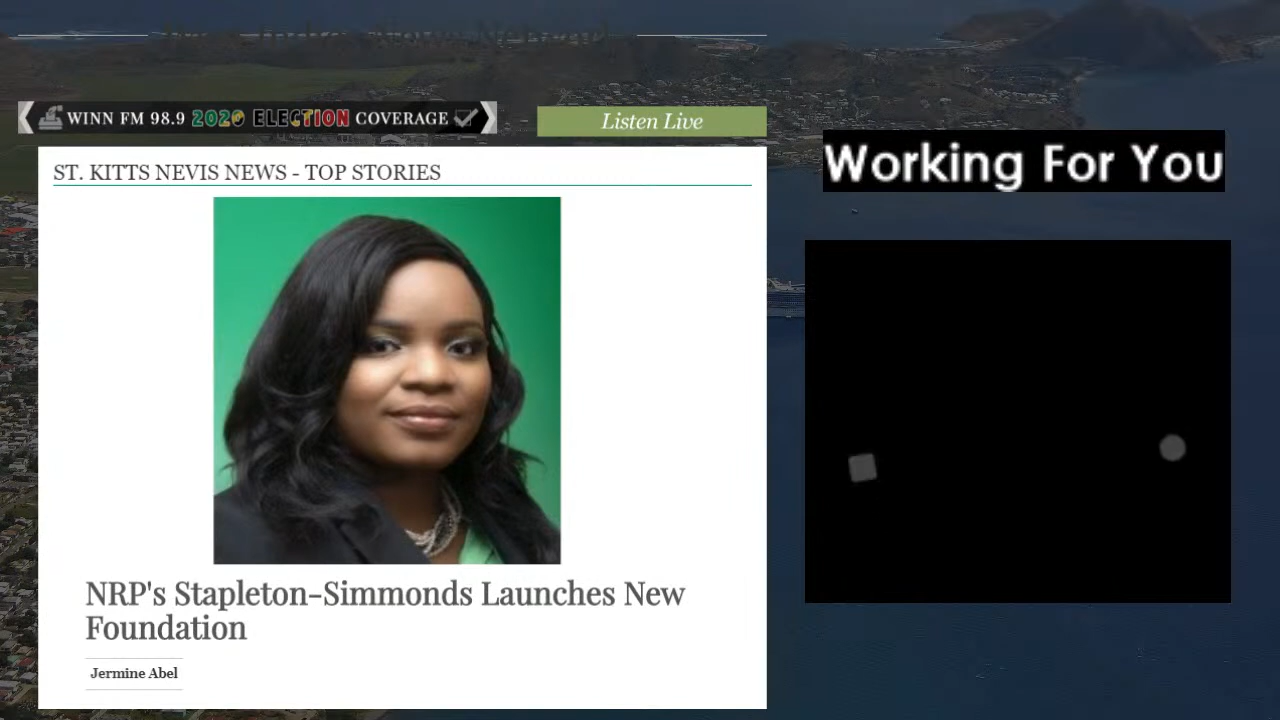 WINN FM 98.9 2020 ELECTION COVERAGE
Listen Live
Working For You
ST. KITTS NEVIS NEWS - TOP STORIES
NRP's Stapleton-Simmonds Launches New
Foundation
Jermine Abel